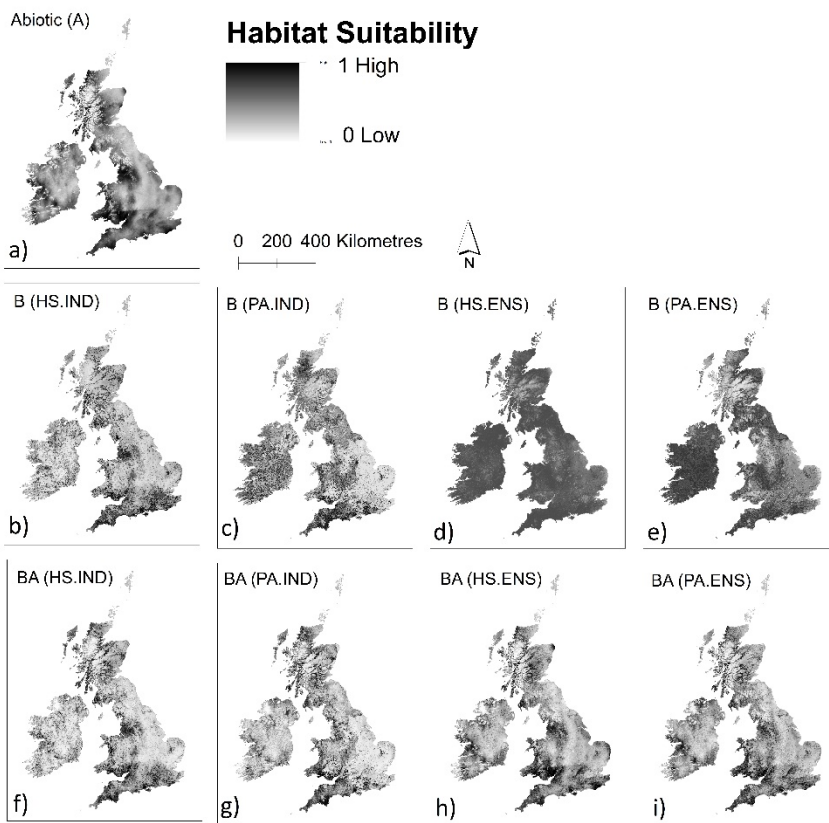 Abiotic (A)
Habitat Suitability
1 High
0 Low
0 200 400 Kilometres
N
a)
B (HS.IND)
B (PA.IND)
B (HS.ENS)
B (PA.ENS)
b)
c)
d)
e)
BA (HS.IND)
BA (PA.IND)
BA (HS.ENS)
BA (PA.ENS)
f)
g)
h)
i)